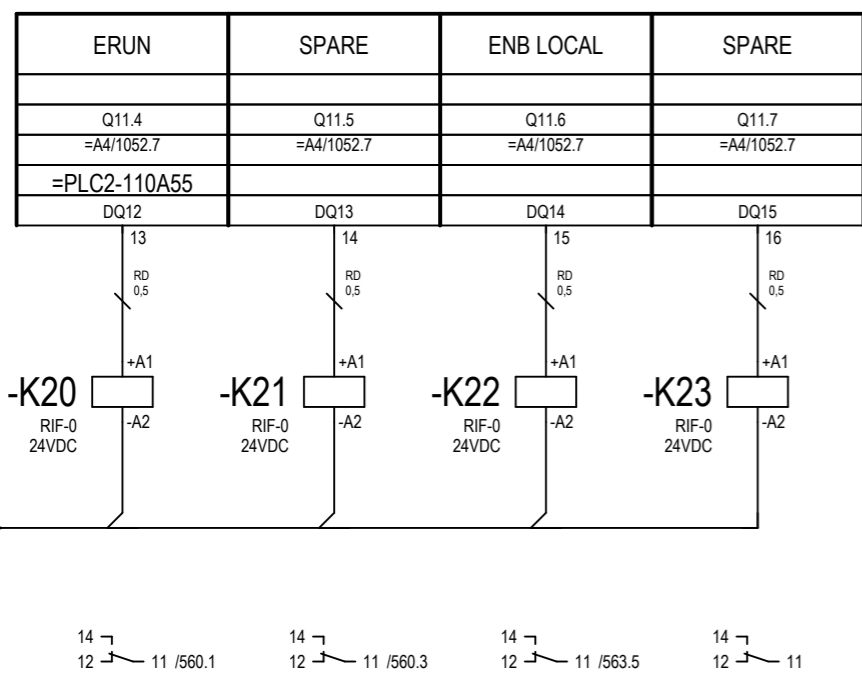 ERUN SPARE ENB LOCAL SPARE
Q11.4 Q11.5 Q11.6 Q11.7
=A4/1052.7 =A4/1052.7 =A4/1052.7 =A4/1052.7
=PLC2-110A55
DQ12 DQ13 DQ14 DQ15
13 14 15 16
RD RD RD RD
0,5 0,5 0,5 0,5
+A1 +A1 +A1 +A1
-K20 -K21 -K22 -K23
RIF-0 -A2 RIF-0 -A2 RIF-0 -A2 RIF-0 -A2
24VDC 24VDC 24VDC 24VDC
14 14 14 14
12 11 /560.1 12 11 /560.3 12 11 /563.5 12 11